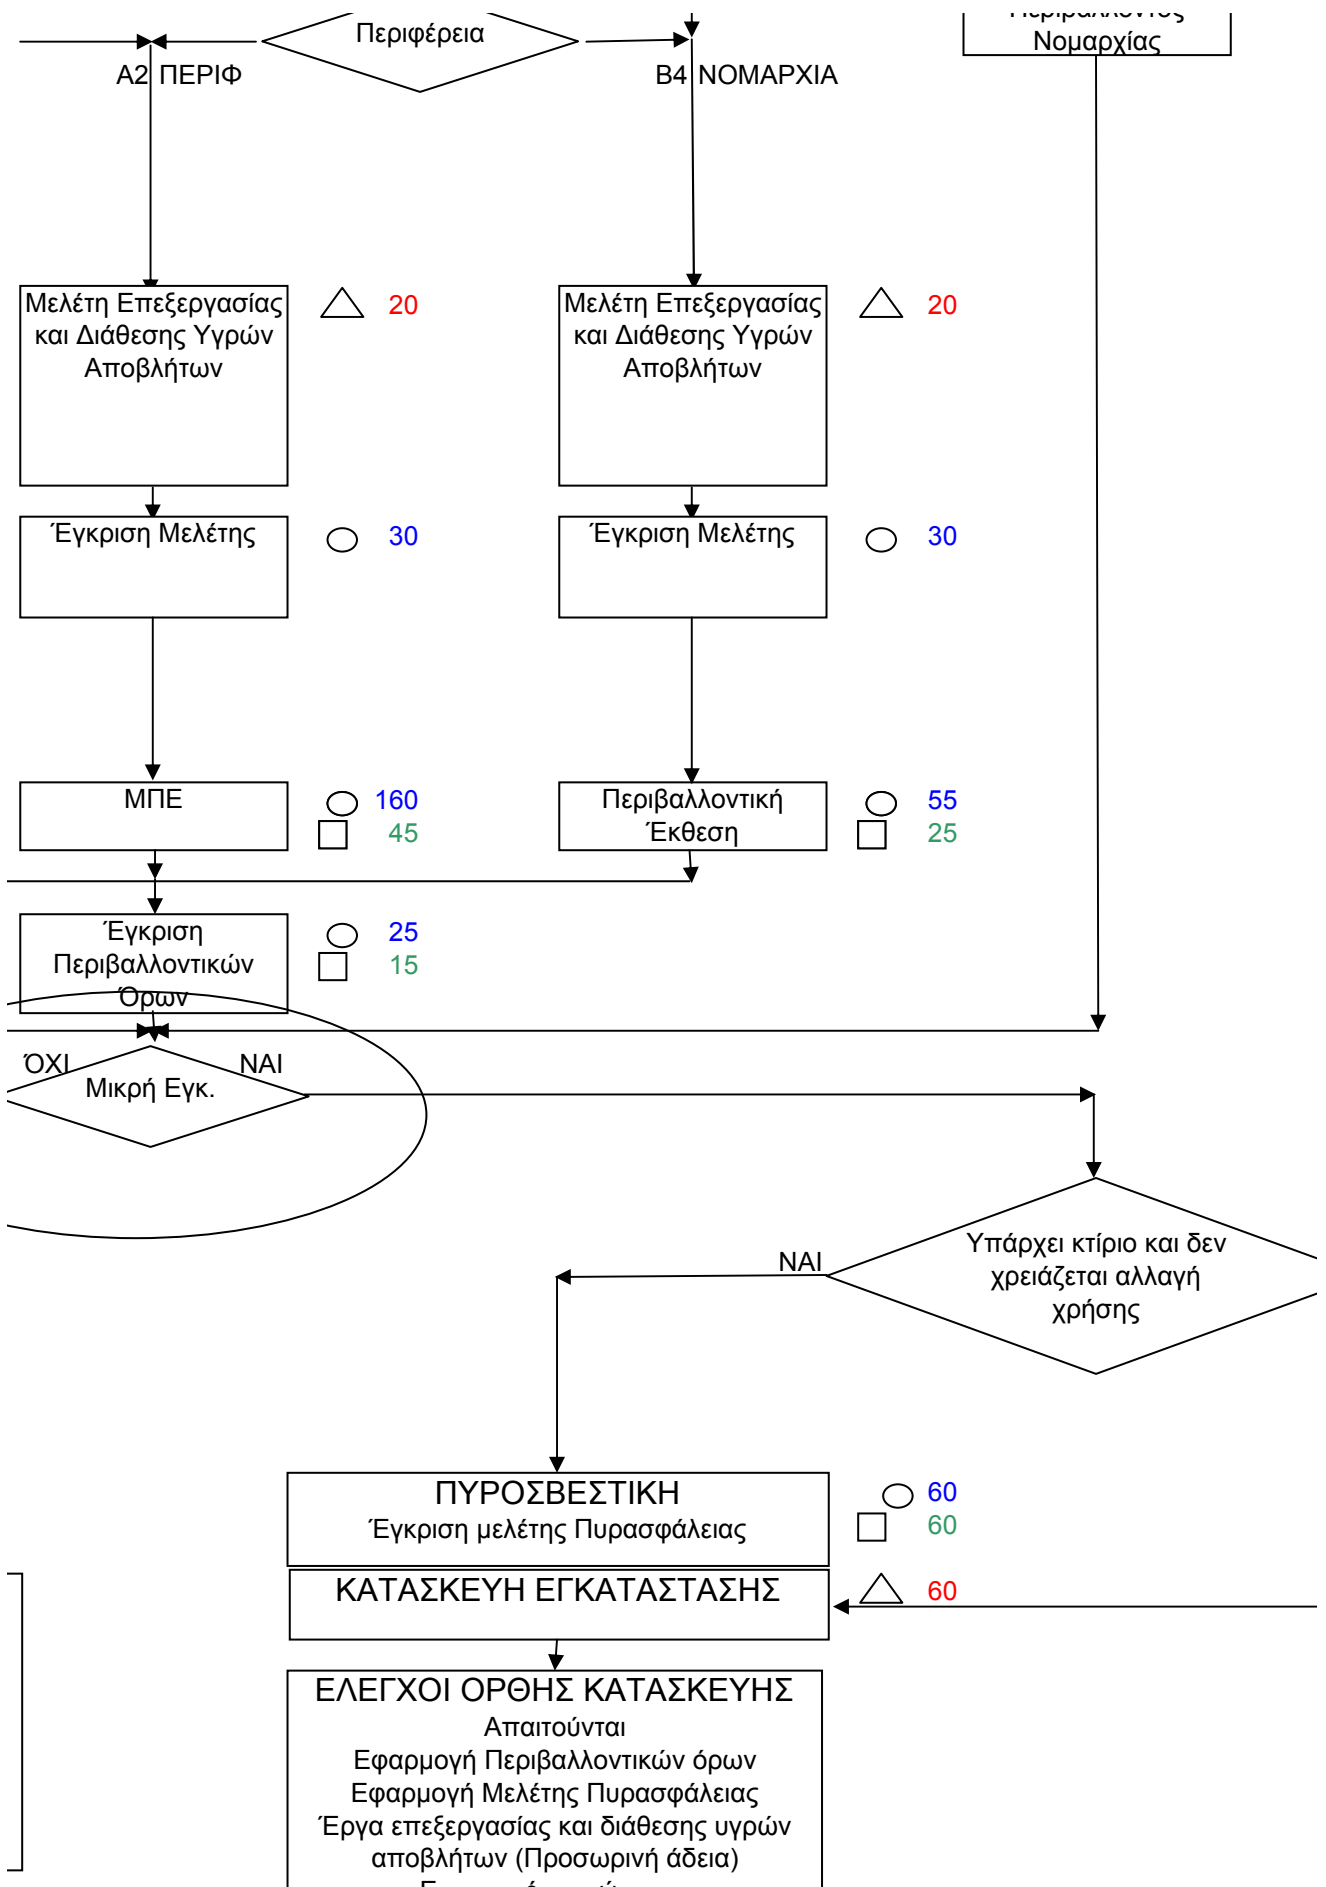 Περιφέρεια
Περιβάλλοντος
Νομαρχίας
Α2 ΠΕΡΙΦ
Β4 ΝΟΜΑΡΧΙΑ
Μελέτη Επεξεργασίας
και Διάθεσης Υγρών
Αποβλήτων
20
Μελέτη Επεξεργασίας
και Διάθεσης Υγρών
Αποβλήτων
20
Έγκριση Μελέτης
30
Έγκριση Μελέτης
30
ΜΠΕ
160
45
Περιβαλλοντική
Έκθεση
55
25
Έγκριση
Περιβαλλοντικών
Όρων
25
15
ΌΧΙ
ΝΑΙ
Μικρή Εγκ.
Υπάρχει κτίριο και δεν
χρειάζεται αλλαγή
χρήσης
ΝΑΙ
ΠΥΡΟΣΒΕΣΤΙΚΗ
Έγκριση μελέτης Πυρασφάλειας
60
60
ΚΑΤΑΣΚΕΥΗ ΕΓΚΑΤΑΣΤΑΣΗΣ
60
ΕΛΕΓΧΟΙ ΟΡΘΗΣ ΚΑΤΑΣΚΕΥΗΣ
Απαιτούνται
Εφαρμογή Περιβαλλοντικών όρων
Εφαρμογή Μελέτης Πυρασφάλειας
Έργα επεξεργασίας και διάθεσης υγρών
αποβλήτων (Προσωρινή άδεια)